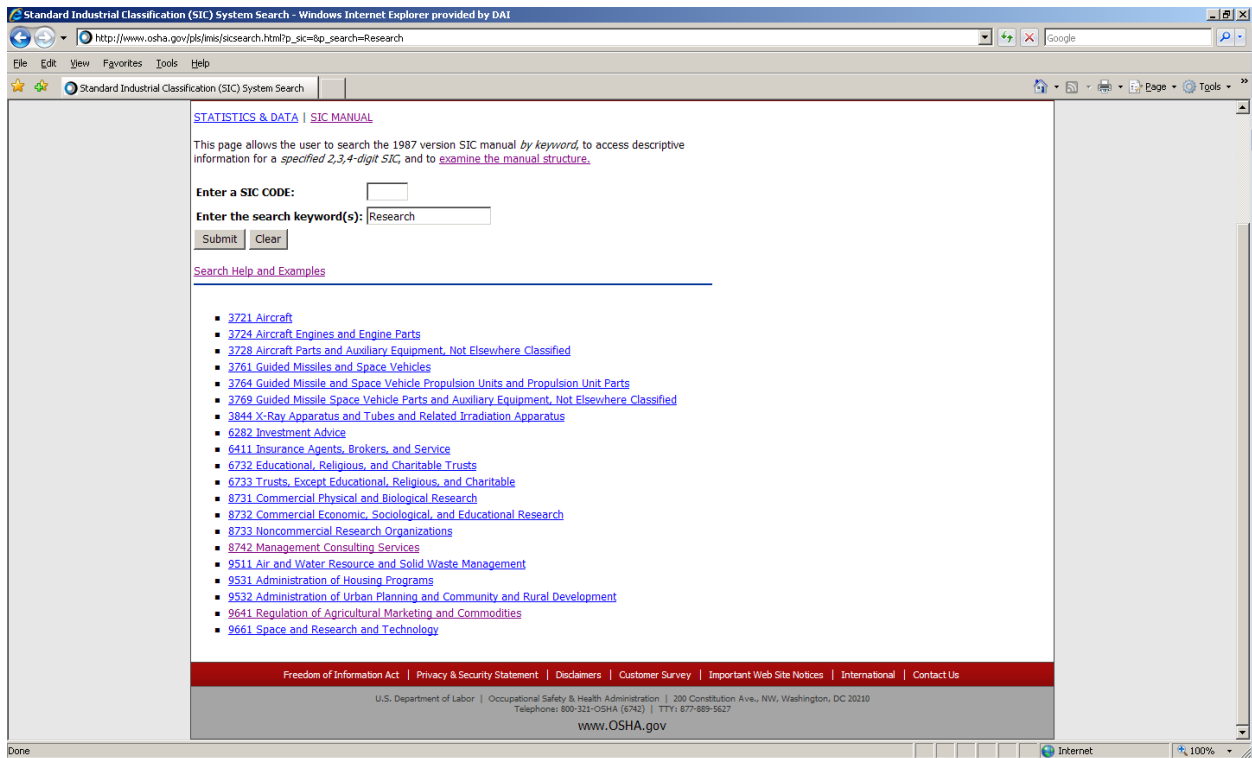 Standard Industrial Classification (SIC) System Search - Windows Internet Explorer provided by DAI
http://www.osha.gov/pls/imis/sicsearch.html?p_sic=&p_search=Research
Google
File Edit View Favorites Tools Help
Standard Industrial Classification (SIC) System Search
Page Tools »
STATISTICS & DATA | SIC MANUAL
This page allows the user to search the 1987 version SIC manual by keyword, to access descriptive
information for a specified 2,3,4-digit SIC, and to examine the manual structure.
Enter a SIC CODE:
Enter the search keyword(s): Research
Submit Clear
Search Help and Examples
3721 Aircraft
3724 Aircraft Engines and Engine Parts
3728 Aircraft Parts and Auxiliary Equipment, Not Elsewhere Classified
3761 Guided Missiles and Space Vehicles
3764 Guided Missile and Space Vehicle Propulsion Units and Propulsion Unit Parts
3769 Guided Missile Space Vehicle Parts and Auxiliary Equipment, Not Elsewhere Classified
3844 X-Ray Apparatus and Tubes and Related Irradiation Apparatus
6282 Investment Advice
6411 Insurance Agents, Brokers, and Service
6732 Educational, Religious, and Charitable Trusts
6733 Trusts, Except Educational, Religious, and Charitable
8731 Commercial Physical and Biological Research
8732 Commercial Economic, Sociological, and Educational Research
8733 Noncommercial Research Organizations
8742 Management Consulting Services
9511 Air and Water Resource and Solid Waste Management
9531 Administration of Housing Programs
9532 Administration of Urban Planning and Community and Rural Development
9641 Regulation of Agricultural Marketing and Commodities
9661 Space and Research and Technology
Freedom of Information Act | Privacy & Security Statement | Disclaimers | Customer Survey | Important Web Site Notices | International | Contact Us
U.S. Department of Labor | Occupational Safety & Health Administration | 200 Constitution Ave., NW, Washington, DC 20210
Telephone: 800-321-OSHA (6742) | TTY: 877-889-5627
www.OSHA.gov
Done Internet 100%